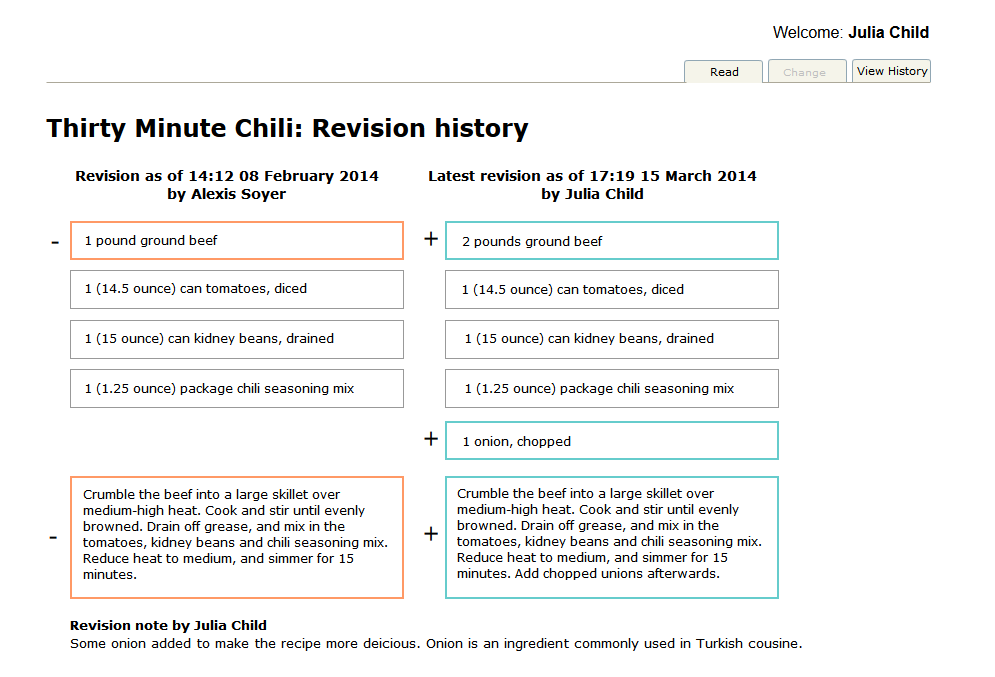 Welcome: Julia Child
Read
Change
View History
Thirty Minute Chili: Revision history
Revision as of 14:12 08 February 2014
by Alexis Soyer
Latest revision as of 17:19 15 March 2014
by Julia Child
- 1 pound ground beef
+ 2 pounds ground beef
1 (14.5 ounce) can tomatoes, diced
1 (14.5 ounce) can tomatoes, diced
1 (15 ounce) can kidney beans, drained
1 (15 ounce) can kidney beans, drained
1 (1.25 ounce) package chili seasoning mix
1 (1.25 ounce) package chili seasoning mix
+ 1 onion, chopped
-
Crumble the beef into a large skillet over
medium-high heat. Cook and stir until evenly
browned. Drain off grease, and mix in the
tomatoes, kidney beans and chili seasoning mix.
Reduce heat to medium, and simmer for 15
minutes.
+
Crumble the beef into a large skillet over
medium-high heat. Cook and stir until evenly
browned. Drain off grease, and mix in the
tomatoes, kidney beans and chili seasoning mix.
Reduce heat to medium, and simmer for 15
minutes. Add chopped unions afterwards.
Revision note by Julia Child
Some onion added to make the recipe more deicious. Onion is an ingredient commonly used in Turkish cousine.